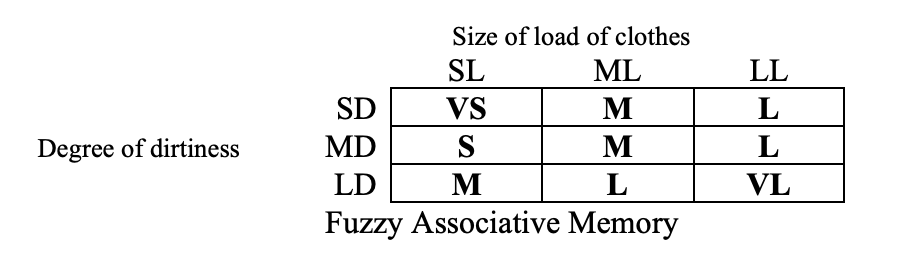 Size of load of clothes
SL ML LL
SD VS M L
Degree of dirtiness MD S M L
LD M L VL
Fuzzy Associative Memory